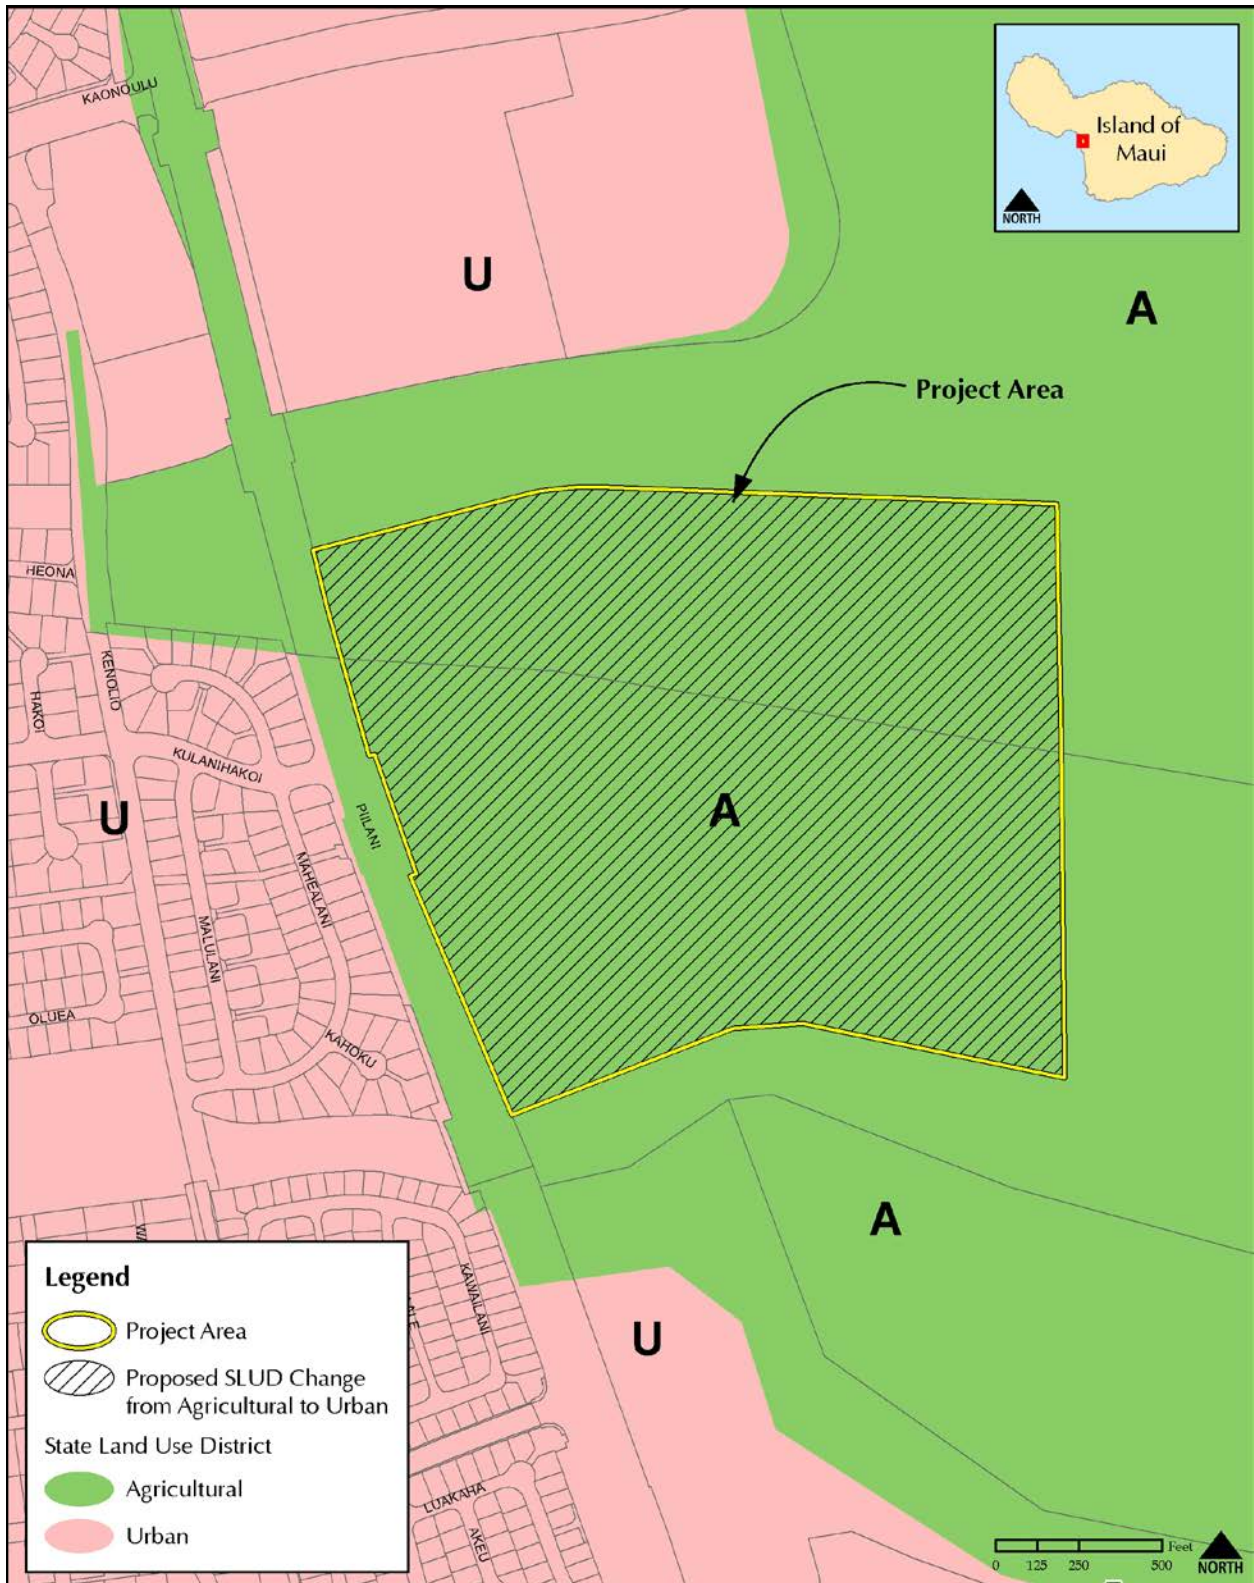 KAONOULU
Island of
Maui
NORTH
U
A
Project Area
HEONA
KENOLIO
HAKOI
KULANIHAKOI
U
PIILANI
A
MAHEALANI
MALULANI
OLUEA
KAHOKU
A
KAWAILANI
U
LUAKAHA
AKEU
Legend
Project Area
Proposed SLUD Change
from Agricultural to Urban
State Land Use District
Agricultural
Urban
Feet
0 125 250 500
NORTH